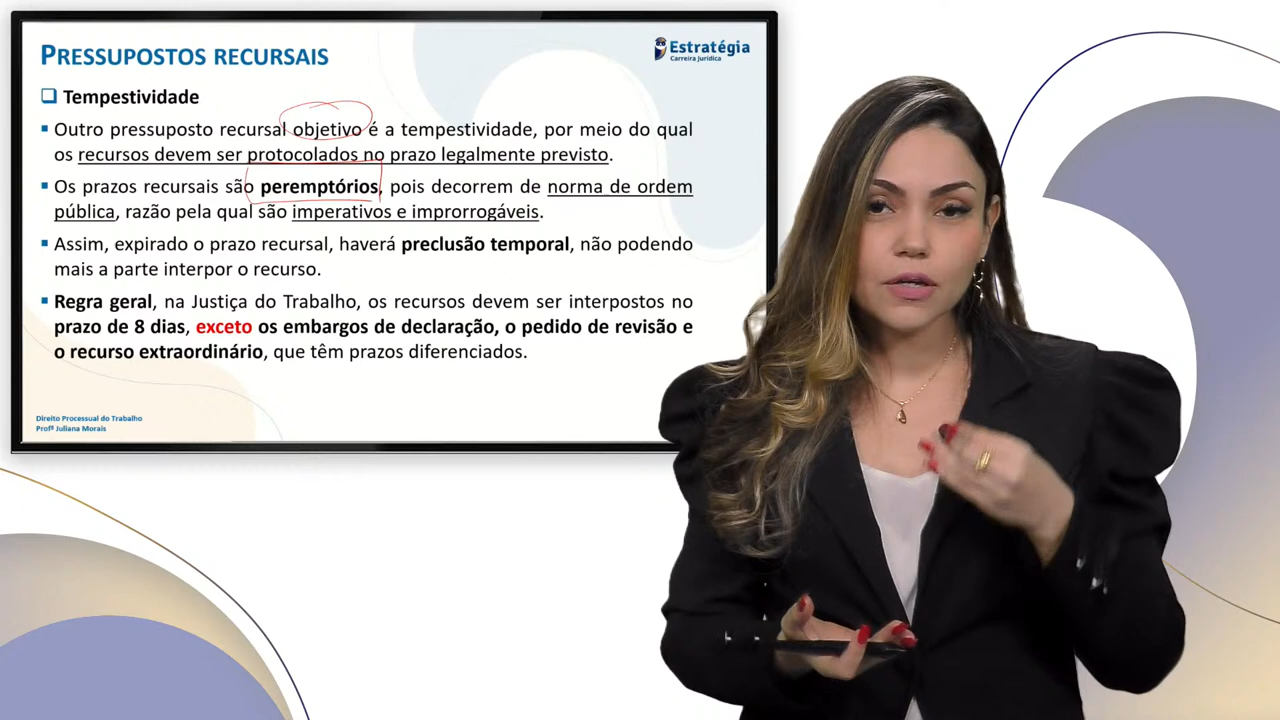 PRESSUPOSTOS RECURSAIS
Estratégia
Carreira Jurídica
Tempestividade
Outro pressuposto recursal objetivo é a tempestividade, por meio do qual
os recursos devem ser protocolados no prazo legalmente previsto.
Os prazos recursais são peremptórios, pois decorrem de norma de ordem
pública, razão pela qual são imperativos e improrrogáveis.
Assim, expirado o prazo recursal, haverá preclusão temporal, não podendo
mais a parte interpor o recurso.
Regra geral, na Justiça do Trabalho, os recursos devem ser interpostos no
prazo de 8 dias, exceto os embargos de declaração, o pedido de revisão e
o recurso extraordinário, que têm prazos diferenciados.
Direito Processual do Trabalho
Profª Juliana Morais